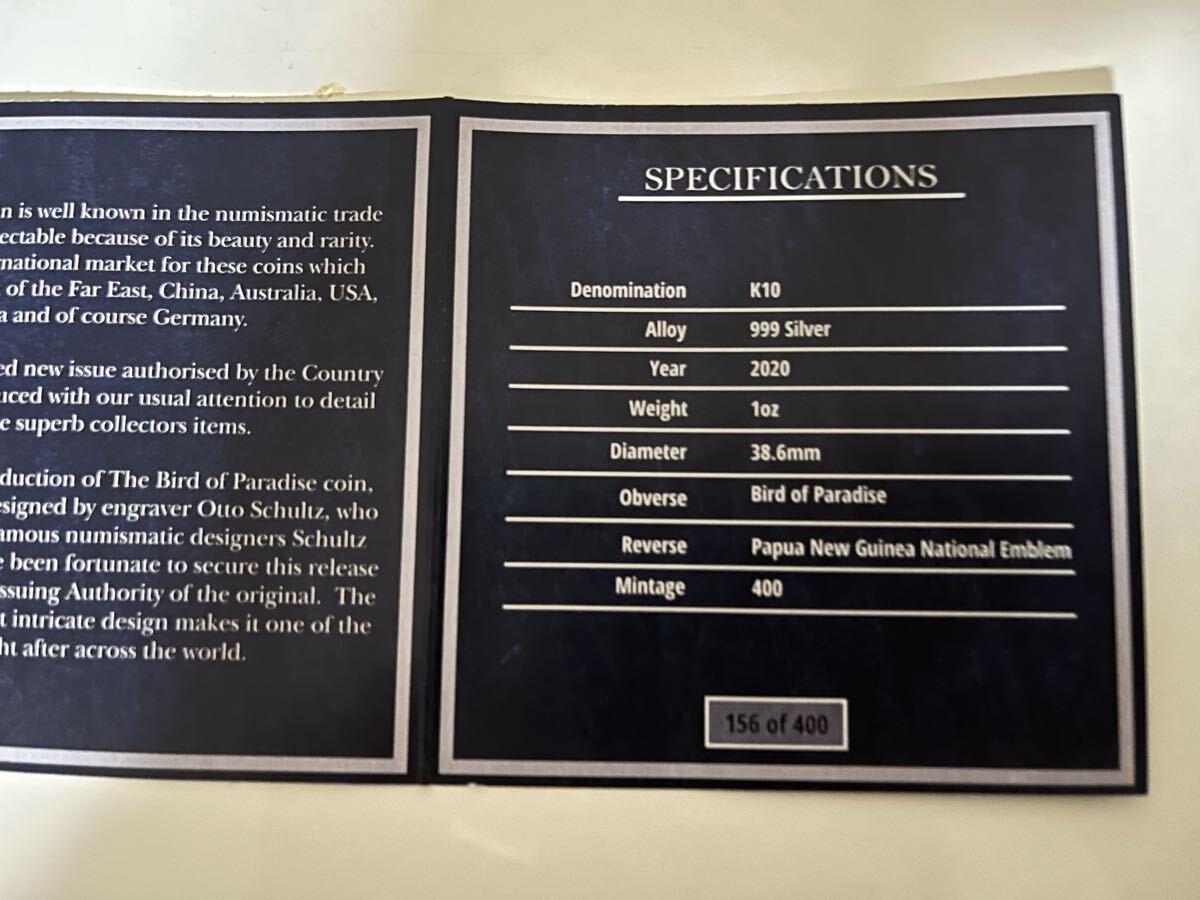 n is well known in the numismatic trade
ectable because of its beauty and rarity.
national market for these coins which
of the Far East, China, Australia, USA,
a and of course Germany.
ed new issue authorised by the Country
uced with our usual attention to detail
e superb collectors items.
duction of The Bird of Paradise coin,
esigned by engraver Otto Schultz, who
amous numismatic designers Schultz
e been fortunate to secure this release
ssuing Authority of the original. The
t intricate design makes it one of the
ht after across the world.
SPECIFICATIONS
Denomination K10
Alloy 999 Silver
Year 2020
Weight 1oz
Diameter 38.6mm
Obverse Bird of Paradise
Reverse Papua New Guinea National Emblem
Mintage 400
156 of 400